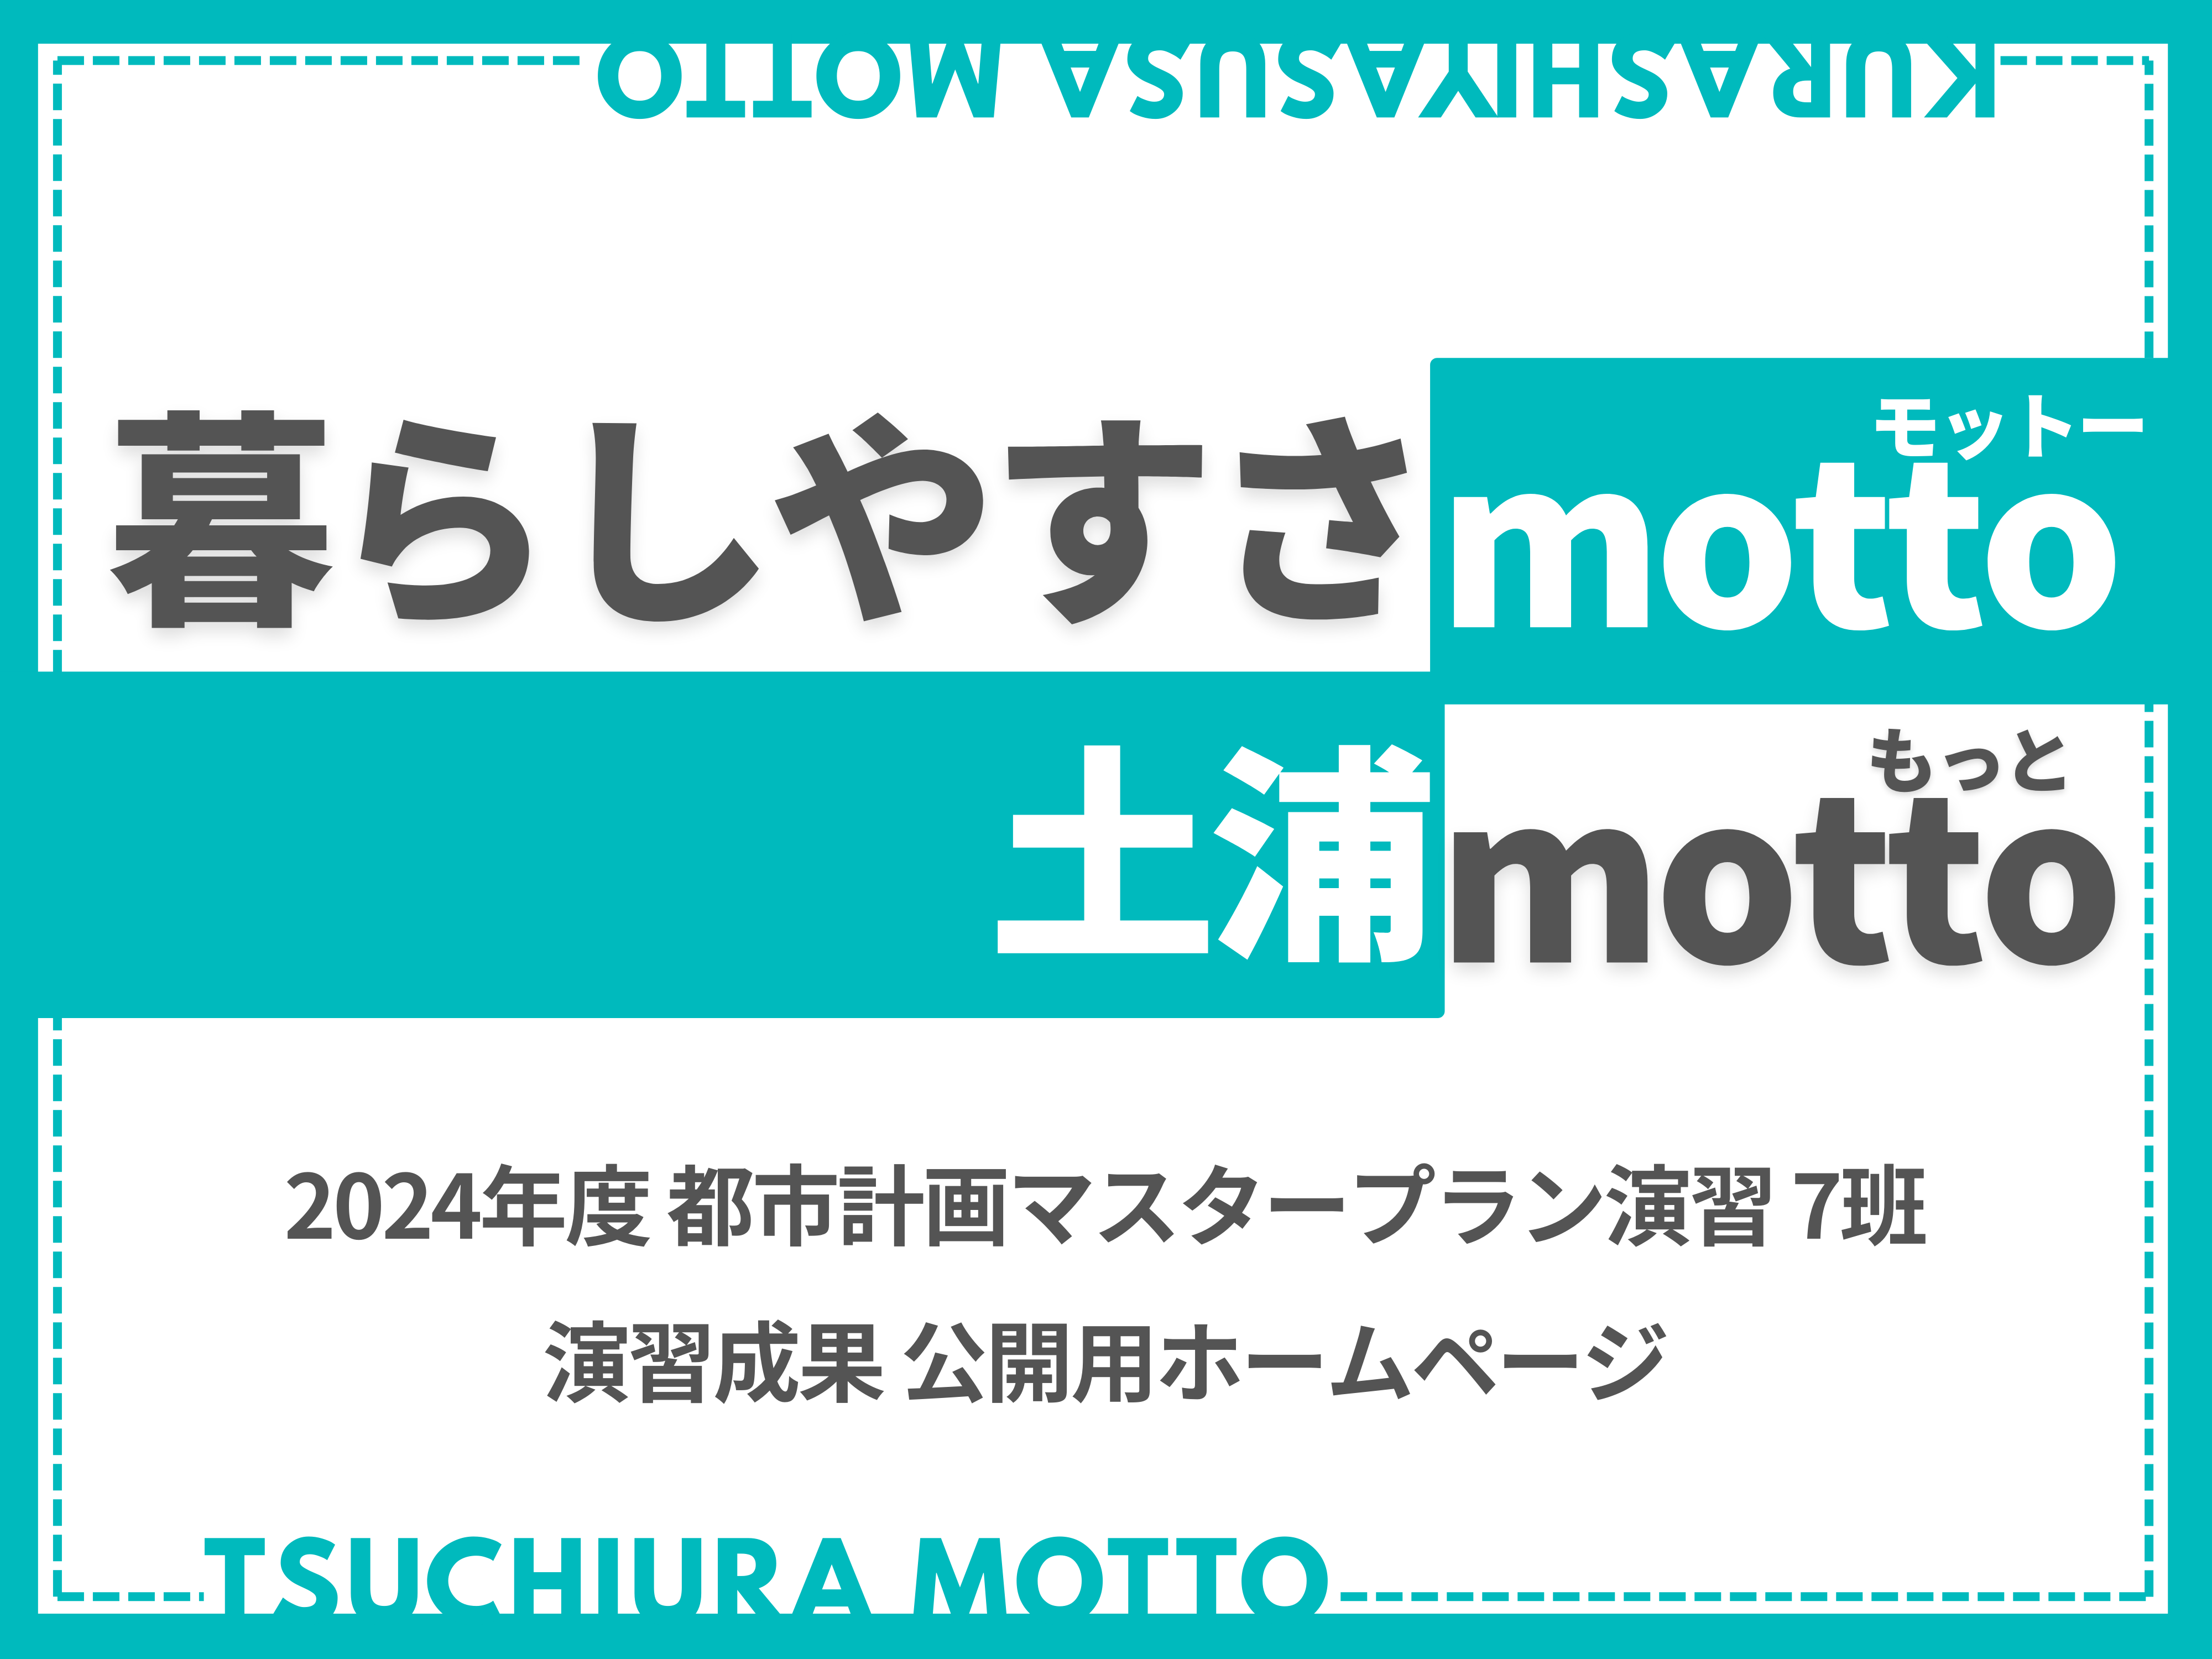 KURASHIYASUSA MOTTO
モットー
暮らしやすさmotto
もっと
土浦motto
2024年度 都市計画マスタープラン演習 7班
演習成果 公開用ホームページ
TSUCHIURA MOTTO